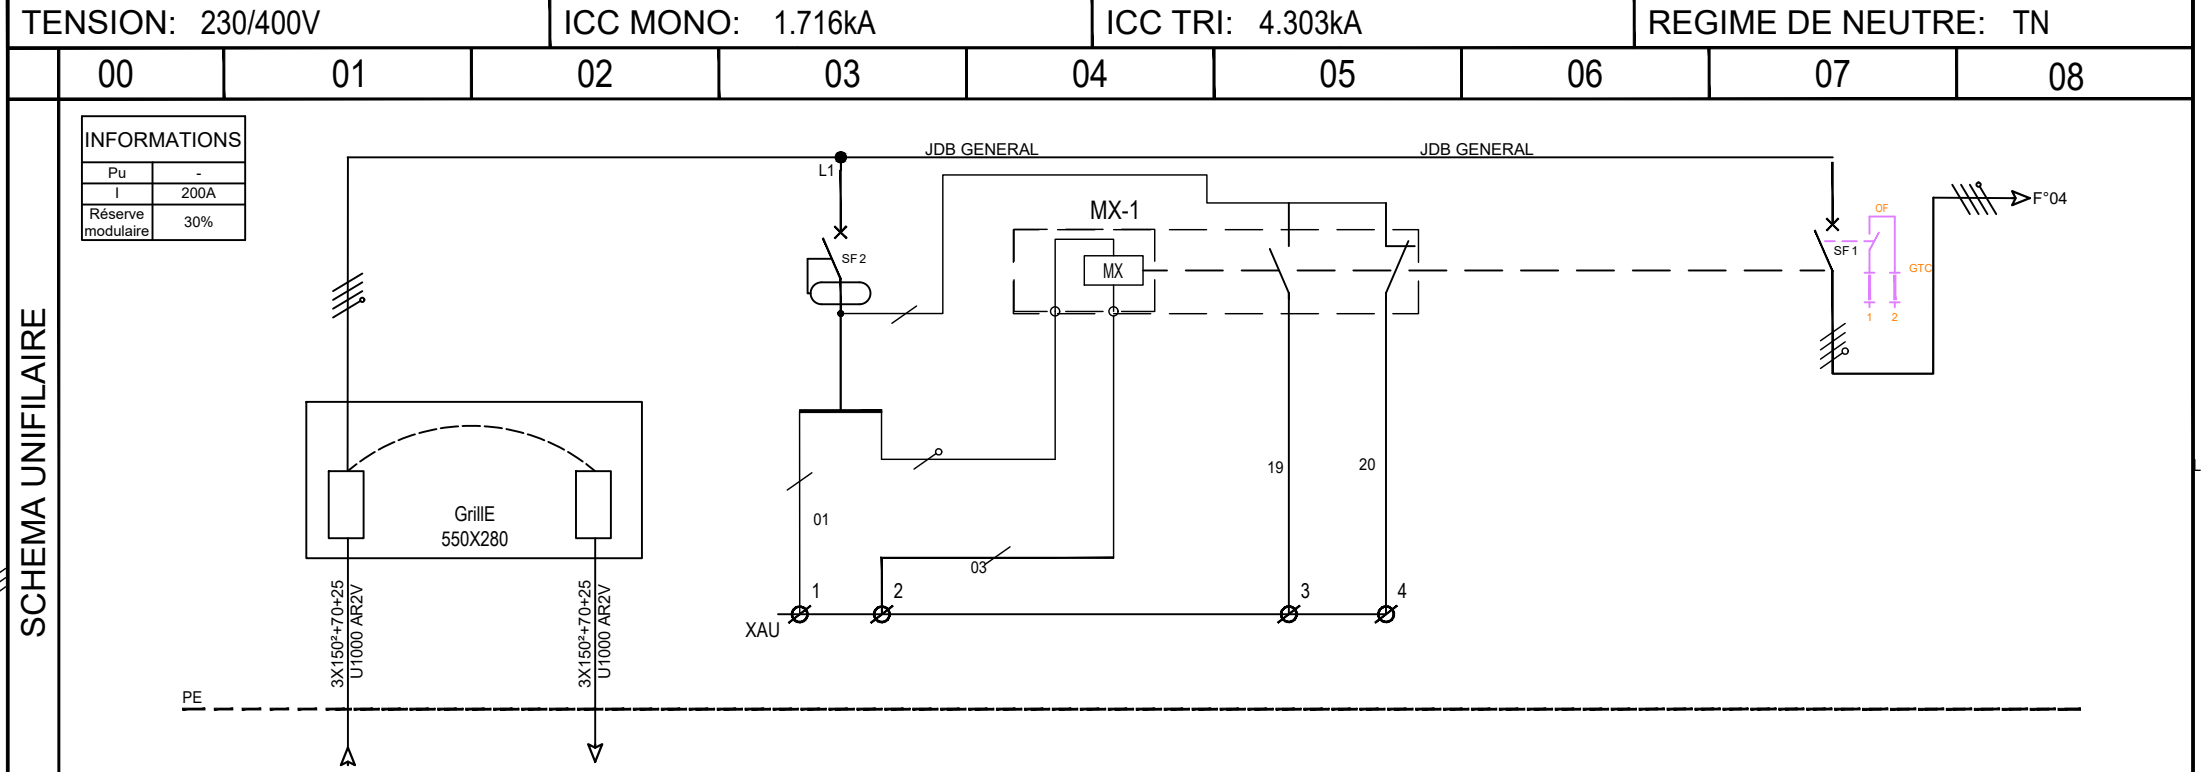 TENSION: 230/400V
ICC MONO: 1.716kA
ICC TRI: 4.303kA
REGIME DE NEUTRE: TN
00 01 02 03 04 05 06 07 08
SCHEMA UNIFILAIRE
INFORMATIONS
Pu -
I 200A
Réserve modulaire 30%
JDB GENERAL
JDB GENERAL
L1
SF2
MX-1
MX
OF
SF1
GTC
1 2
F°04
GrillE
550X280
3X150²+70+25
U1000 AR2V
3X150²+70+25
U1000 AR2V
01
03
19
20
1
2
3
4
XAU
PE